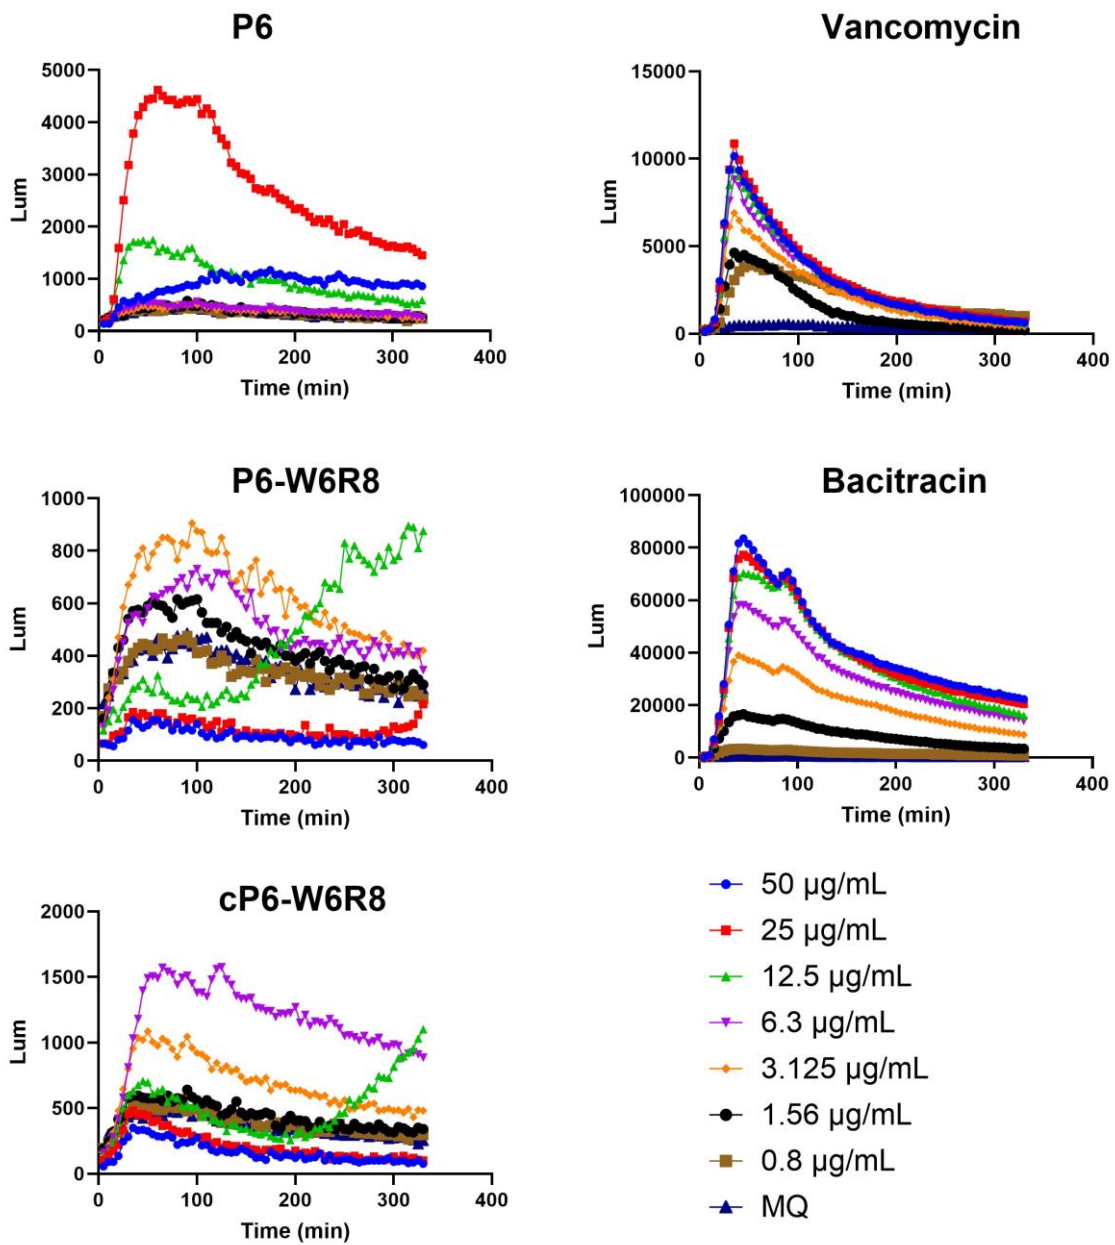 P6
5000
4000
3000
2000
1000
0
Lum
0 100 200 300 400
Time (min)
Vancomycin
15000
10000
5000
0
Lum
0 100 200 300 400
Time (min)
P6-W6R8
1000
800
600
400
200
0
Lum
0 100 200 300 400
Time (min)
Bacitracin
100000
80000
60000
40000
20000
0
Lum
0 100 200 300 400
Time (min)
cP6-W6R8
2000
1500
1000
500
0
Lum
0 100 200 300 400
Time (min)
50 µg/mL
25 µg/mL
12.5 µg/mL
6.3 µg/mL
3.125 µg/mL
1.56 µg/mL
0.8 µg/mL
MQ